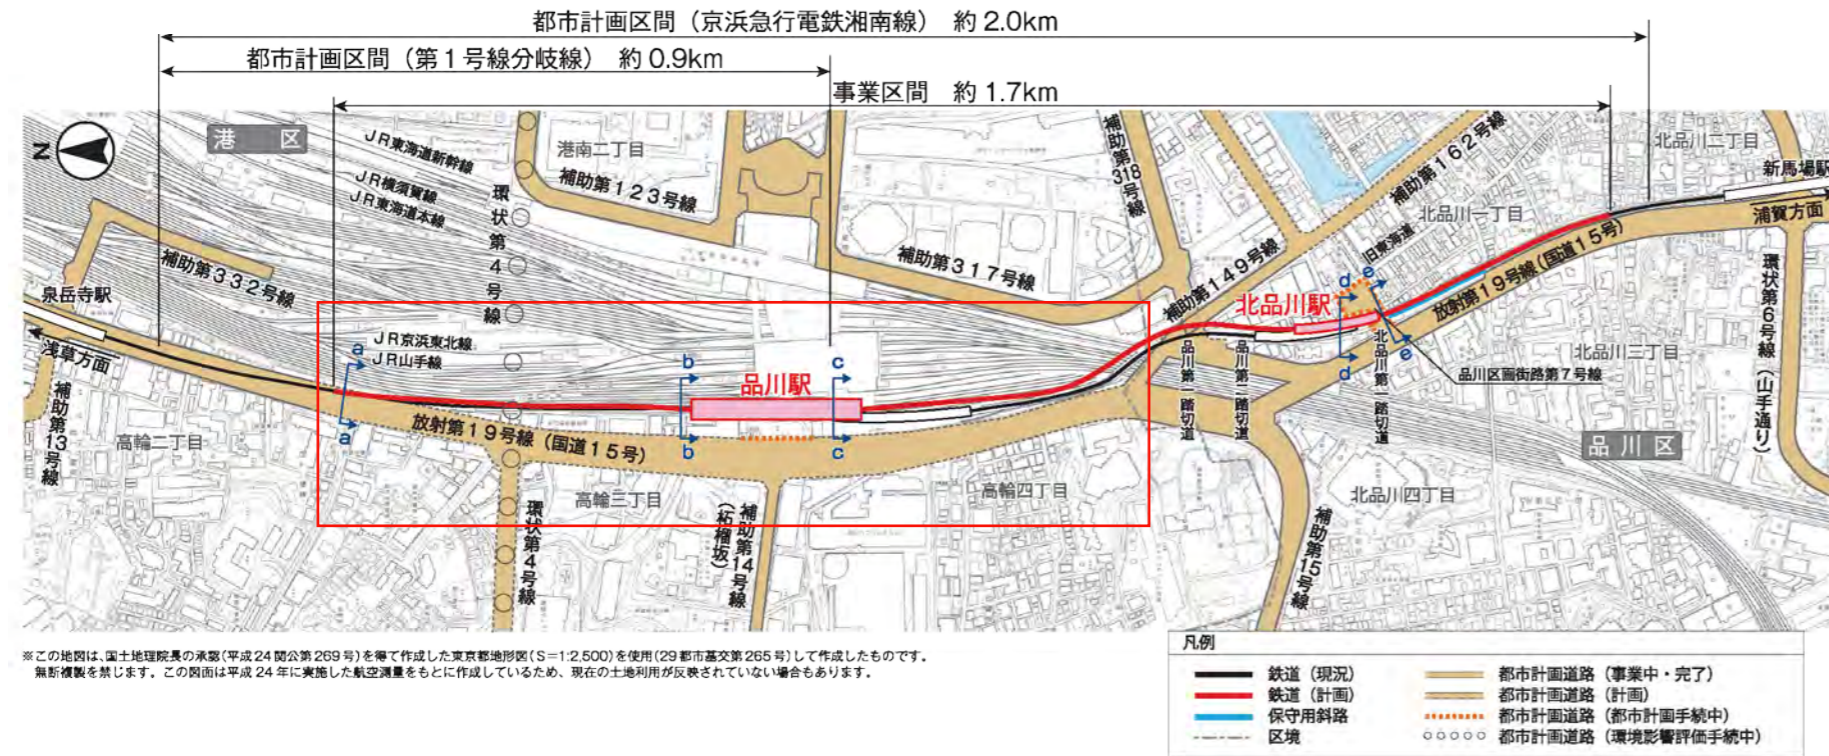 都市計画区間（京浜急行電鉄湘南線）　約 2.0km
都市計画区間（第１号線分岐線）　約 0.9km
事業区間　約 1.7km
N
港　区
ＪＲ東海道新幹線
ＪＲ横須賀線
ＪＲ東海道本線
環状第４号線
港南二丁目
補助第１２３号線
補助第318号線
補助第１６２号線
北品川二丁目
新馬場駅
浦賀方面
北品川一丁目
旧東海道
補助第３３２号線
補助第３１７号線
補助第１４９号線
放射第１９号線（国道１５号）
環状第６号線（山手通り）
泉岳寺駅
浅草方面
ＪＲ京浜東北線
ＪＲ山手線
a
a
b
b
c
c
品川駅
北品川駅
d
d
e
e
品川第一踏切道
品川第二踏切道
北品川第一踏切道
品川区画街路第７号線
北品川三丁目
品 川 区
補助第13号線
高輪二丁目
放射第１９号線（国道１５号）
環状第４号線
高輪三丁目
補助第14号線
（柘榴坂）
高輪四丁目
補助第15号線
北品川四丁目
※この地図は、国土地理院長の承認(平成24関公第269号)を得て作成した東京都地形図(S＝1:2,500)を使用(29都市基交第265号)して作成したものです。
無断複製を禁じます。この図面は平成 24 年に実施した航空測量をもとに作成しているため、現在の土地利用が反映されていない場合もあります。
凡例
鉄道（現況）
鉄道（計画）
保守用斜路
区境
都市計画道路（事業中・完了）
都市計画道路（計画）
都市計画道路（都市計画手続中）
都市計画道路（環境影響評価手続中）